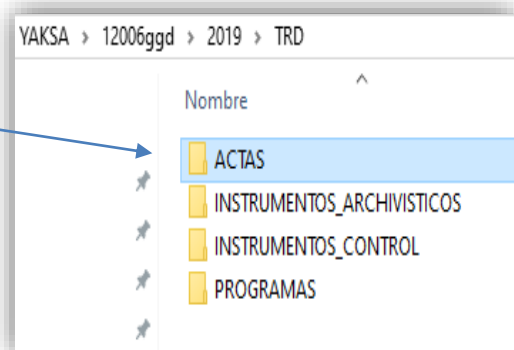 YAKSA > 12006ggd > 2019 > TRD
Nombre
ACTAS
INSTRUMENTOS_ARCHIVISTICOS
INSTRUMENTOS_CONTROL
PROGRAMAS